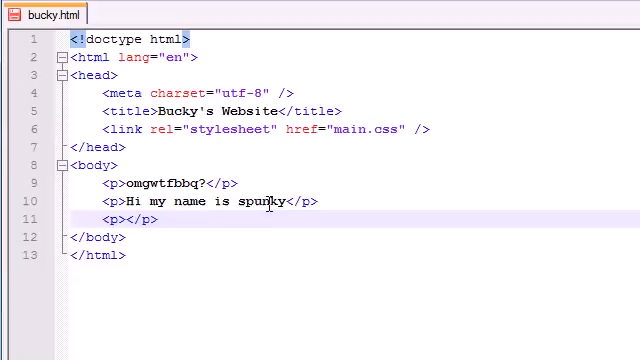 bucky.html
1 <!doctype html>
2 <html lang="en">
3 <head>
4 <meta charset="utf-8" />
5 <title>Bucky's Website</title>
6 <link rel="stylesheet" href="main.css" />
7 </head>
8 <body>
9 <p>omgwtfbbq?</p>
10 <p>Hi my name is spunky</p>
11 <p></p>
12 </body>
13 </html>